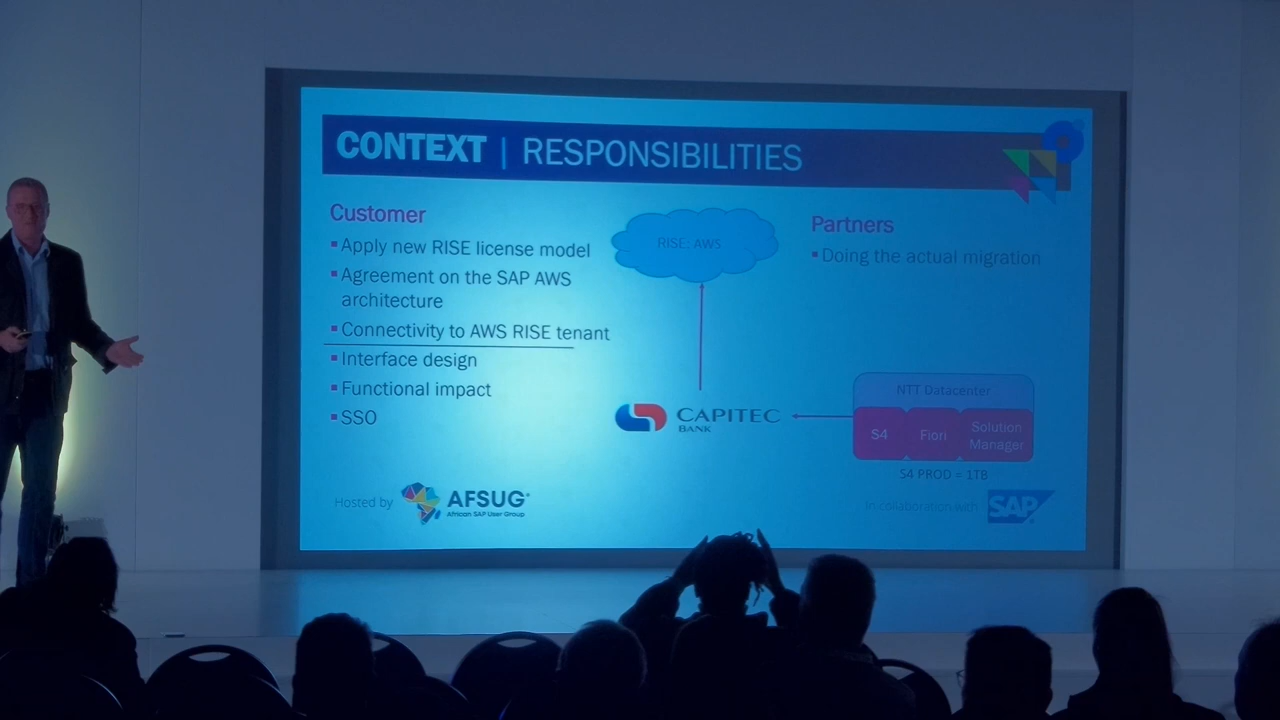 CONTEXT | RESPONSIBILITIES
Customer
▪Apply new RISE license model
▪Agreement on the SAP AWS
architecture
▪Connectivity to AWS RISE tenant
▪Interface design
▪Functional impact
▪SSO
RISE: AWS
Partners
▪Doing the actual migration
CAPITEC
BANK
NTT Datacenter
S4
Fiori
Solution
Manager
S4 PROD = 1TB
Hosted by
AFSUG
African SAP User Group
In collaboration with
SAP